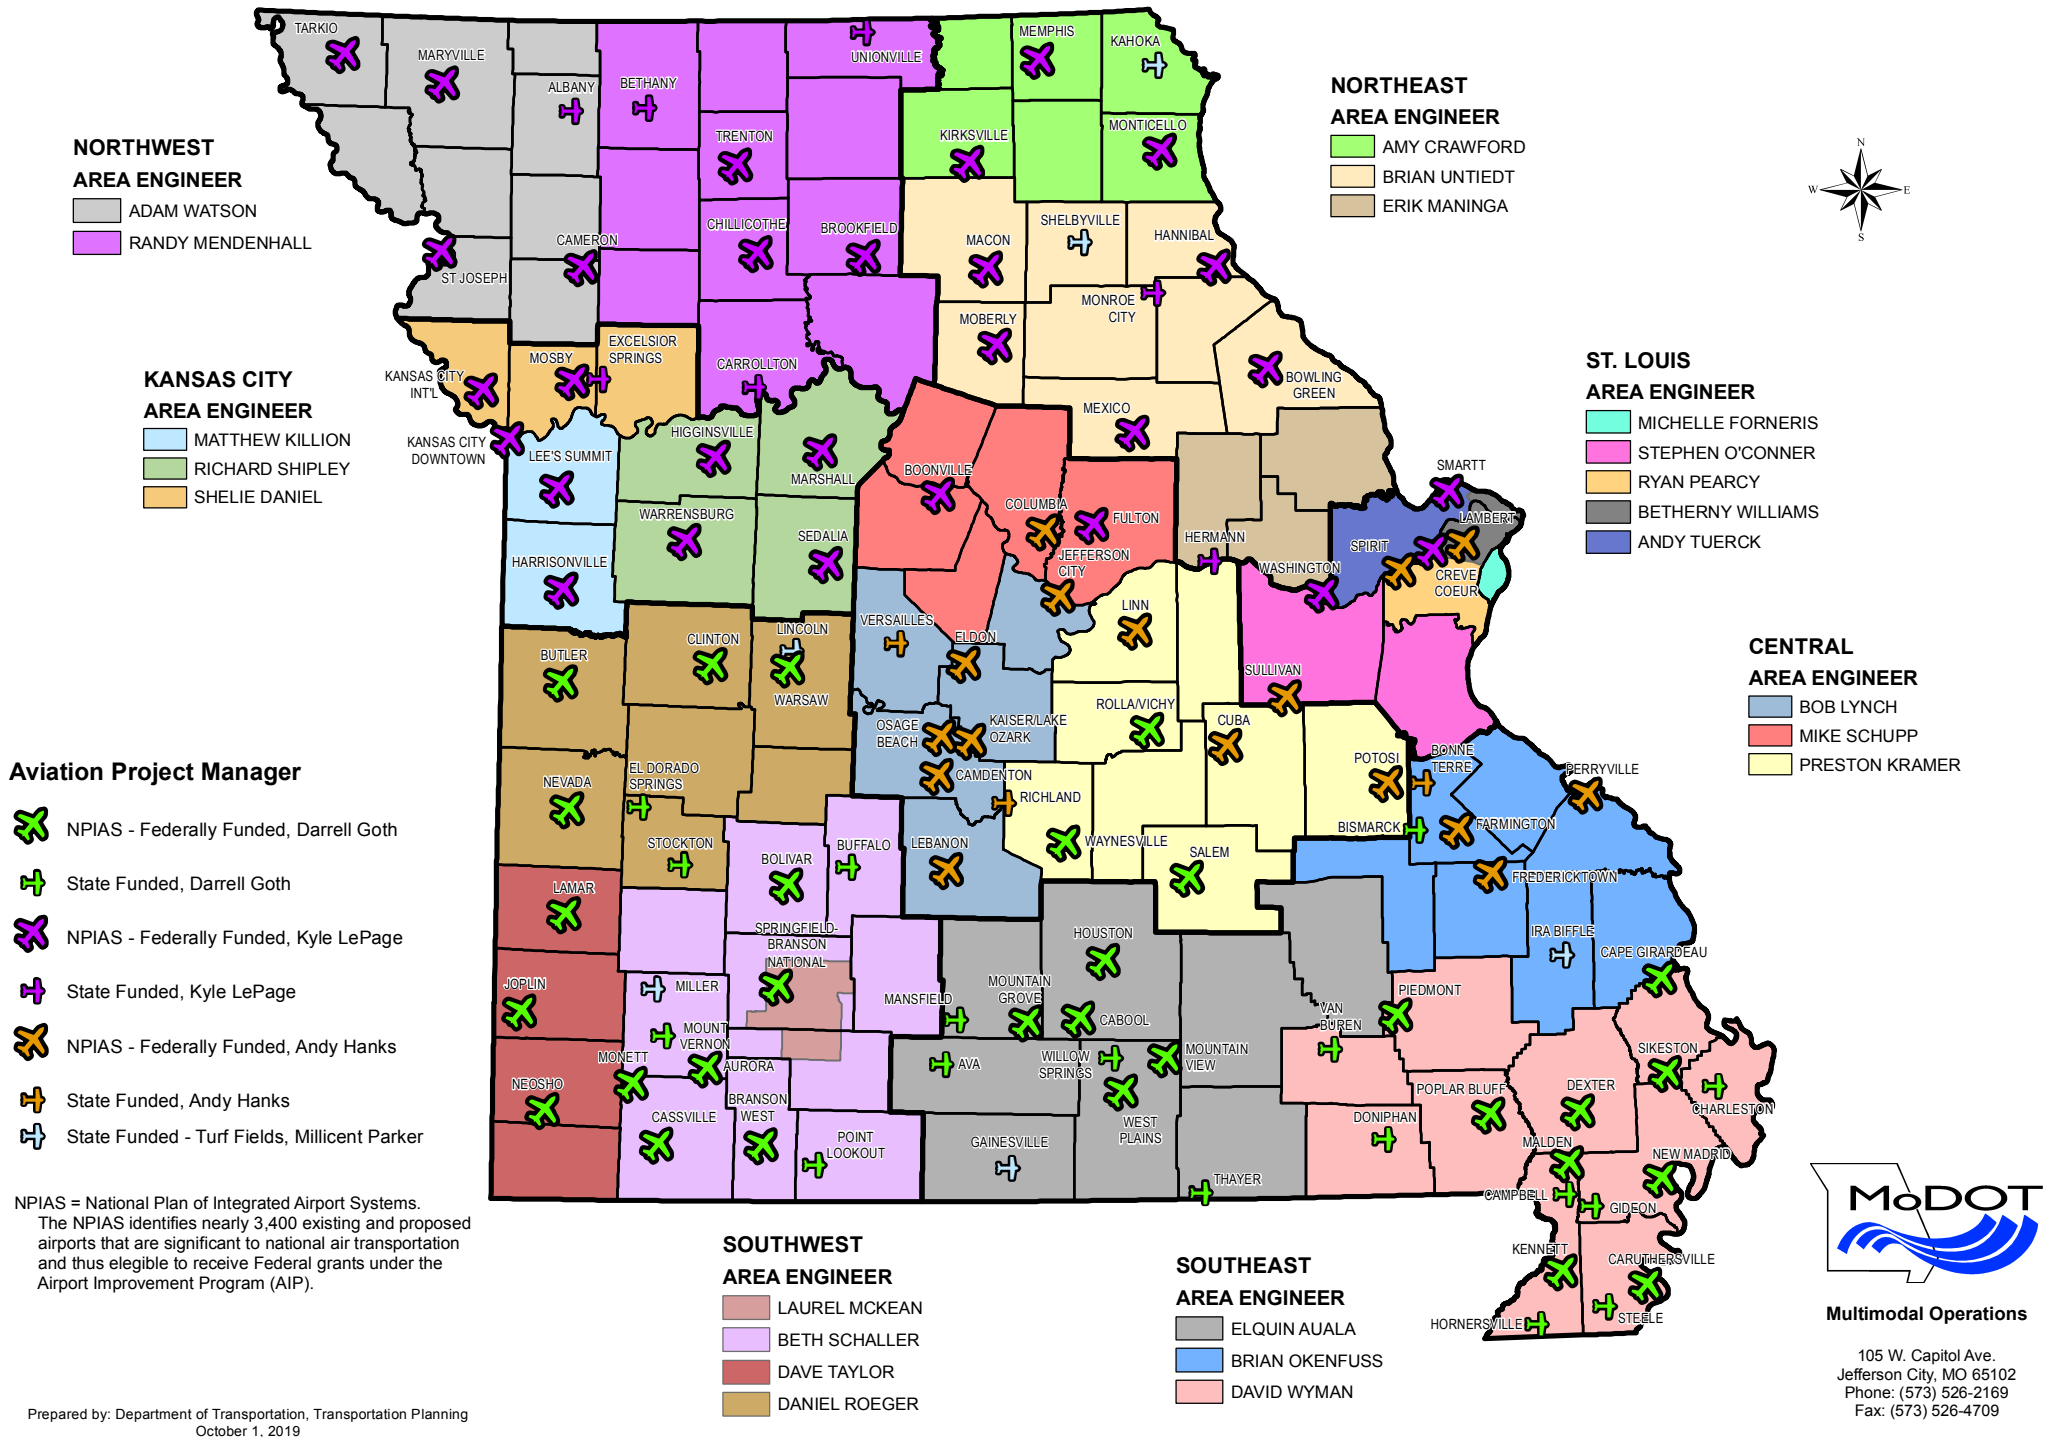 TARKIO
MARYVILLE
ALBANY
BETHANY
UNIONVILLE
MEMPHIS
KAHOKA
TRENTON
KIRKSVILLE
MONTICELLO
CHILLICOTHE
BROOKFIELD
CAMERON
ST JOSEPH
MACON
SHELBYVILLE
HANNIBAL
MONROE
CITY
MOBERLY
BOWLING
GREEN
MEXICO
CARROLLTON
EXCELSIOR
SPRINGS
MOSBY
KANSAS CITY
INT'L
KANSAS CITY
DOWNTOWN
LEE'S SUMMIT
HIGGINSVILLE
MARSHALL
WARRENSBURG
SEDALIA
HARRISONVILLE
BOONVILLE
COLUMBIA
FULTON
JEFFERSON
CITY
HERMANN
WASHINGTON
SMARTT
LAMBERT
SPIRIT
CREVE
COEUR
BUTLER
CLINTON
LINCOLN
WARSAW
VERSAILLES
ELDON
LINN
SULLIVAN
OSAGE
BEACH
KAISER/LAKE
OZARK
ROLLA/VICHY
CUBA
CAMDENTON
RICHLAND
POTOSI
BONNE
TERRE
PERRYVILLE
NEVADA
EL DORADO
SPRINGS
STOCKTON
BOLIVAR
BUFFALO
LEBANON
WAYNESVILLE
SALEM
BISMARCK
FARMINGTON
FREDERICKTOWN
LAMAR
SPRINGFIELD-
BRANSON
NATIONAL
JOPLIN
MILLER
MOUNT
VERNON
MONETT
AURORA
NEOSHO
CASSVILLE
BRANSON
WEST
POINT
LOOKOUT
MANSFIELD
MOUNTAIN
GROVE
HOUSTON
CABOOL
AVA
WILLOW
SPRINGS
MOUNTAIN
VIEW
WEST
PLAINS
GAINESVILLE
THAYER
VAN
BUREN
PIEDMONT
IRA BIFFLE
CAPE GIRARDEAU
SIKESTON
POPLAR BLUFF
DEXTER
CHARLESTON
DONIPHAN
MALDEN
NEW MADRID
CAMPBELL
GIDEON
KENNETT
CARUTHERSVILLE
HORNERSVILLE
STEELE
NORTHWEST
AREA ENGINEER
ADAM WATSON
RANDY MENDENHALL
KANSAS CITY
AREA ENGINEER
MATTHEW KILLION
RICHARD SHIPLEY
SHELIE DANIEL
NORTHEAST
AREA ENGINEER
AMY CRAWFORD
BRIAN UNTIEDT
ERIK MANINGA
N
W
E
S
ST. LOUIS
AREA ENGINEER
MICHELLE FORNERIS
STEPHEN O'CONNER
RYAN PEARCY
BETHERNY WILLIAMS
ANDY TUERCK
CENTRAL
AREA ENGINEER
BOB LYNCH
MIKE SCHUPP
PRESTON KRAMER
Aviation Project Manager
NPIAS - Federally Funded, Darrell Goth
State Funded, Darrell Goth
NPIAS - Federally Funded, Kyle LePage
State Funded, Kyle LePage
NPIAS - Federally Funded, Andy Hanks
State Funded, Andy Hanks
State Funded - Turf Fields, Millicent Parker
NPIAS = National Plan of Integrated Airport Systems.
The NPIAS identifies nearly 3,400 existing and proposed
airports that are significant to national air transportation
and thus elegible to receive Federal grants under the
Airport Improvement Program (AIP).
SOUTHWEST
AREA ENGINEER
LAUREL MCKEAN
BETH SCHALLER
DAVE TAYLOR
DANIEL ROEGER
SOUTHEAST
AREA ENGINEER
ELQUIN AUALA
BRIAN OKENFUSS
DAVID WYMAN
MoDOT
Multimodal Operations
105 W. Capitol Ave.
Jefferson City, MO 65102
Phone: (573) 526-2169
Fax: (573) 526-4709
Prepared by: Department of Transportation, Transportation Planning
October 1, 2019